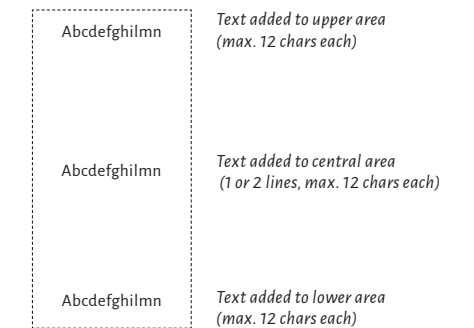 Abcdefghilmn
Text added to upper area
(max. 12 chars each)
Abcdefghilmn
Text added to central area
(1 or 2 lines, max. 12 chars each)
Abcdefghilmn
Text added to lower area
(max. 12 chars each)